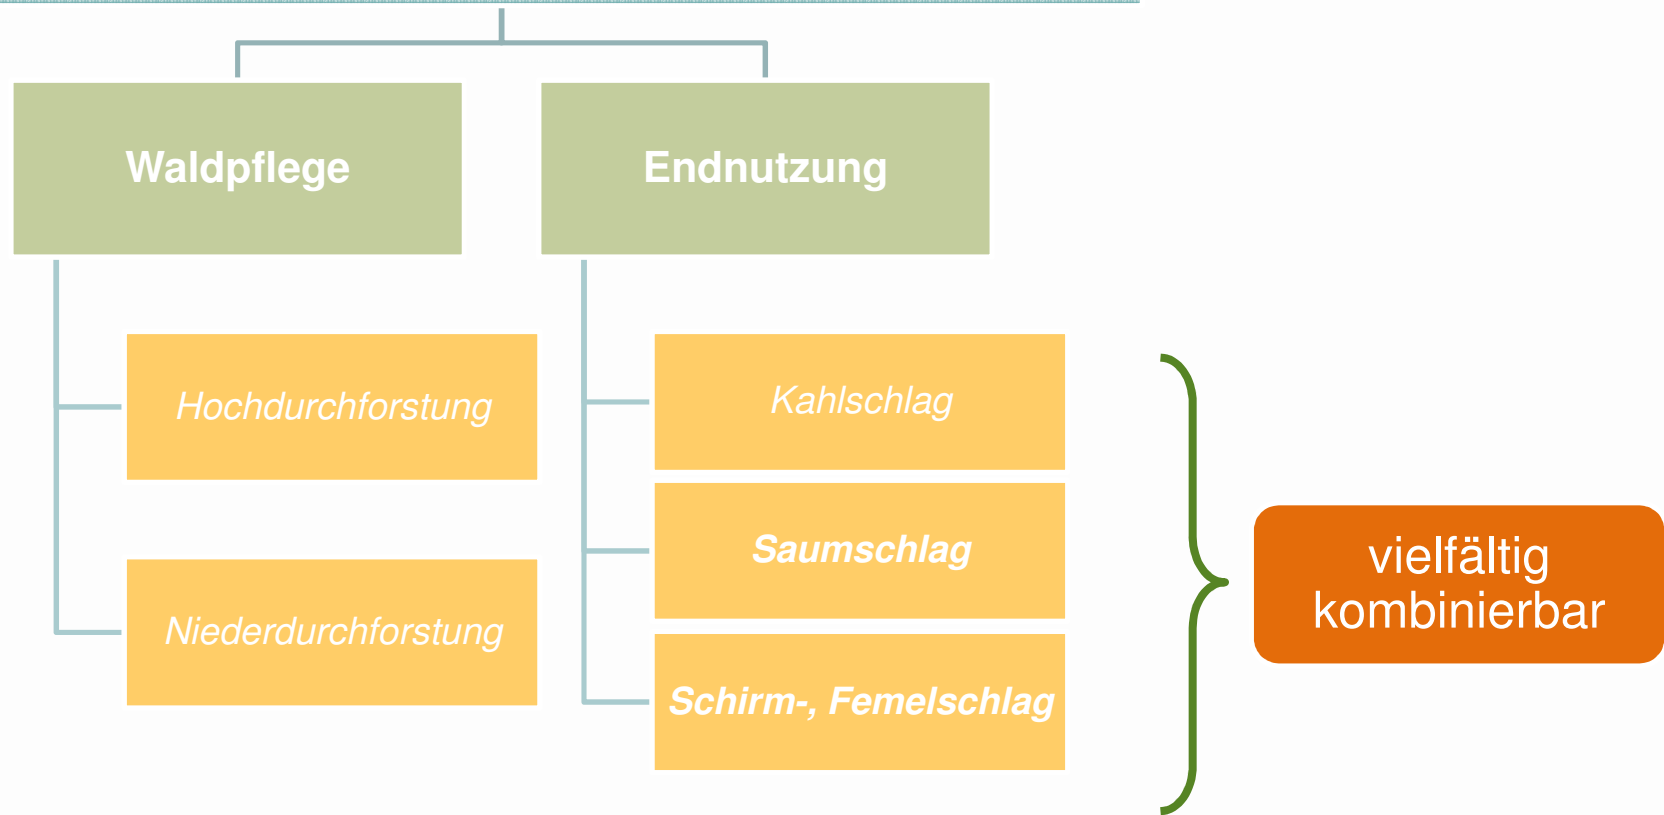 Waldpflege
Endnutzung
Hochdurchforstung
Niederdurchforstung
Kahlschlag
Saumschlag
Schirm-, Femelschlag
vielfältig
kombinierbar